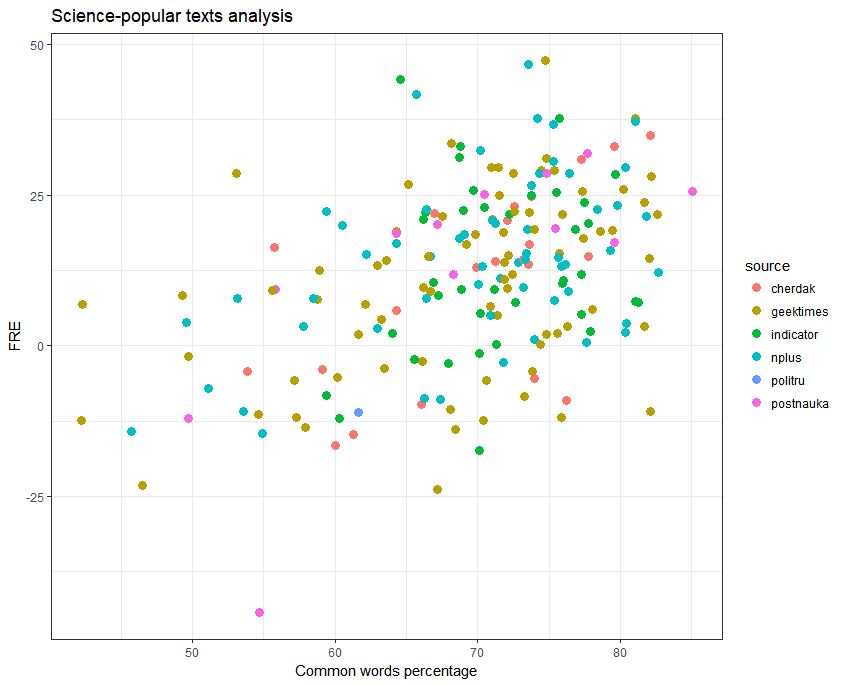 Science-popular texts analysis
50
25
0
-25
FRE
50
60
70
80
Common words percentage
source
cherdak
geektimes
indicator
nplus
politru
postnauka